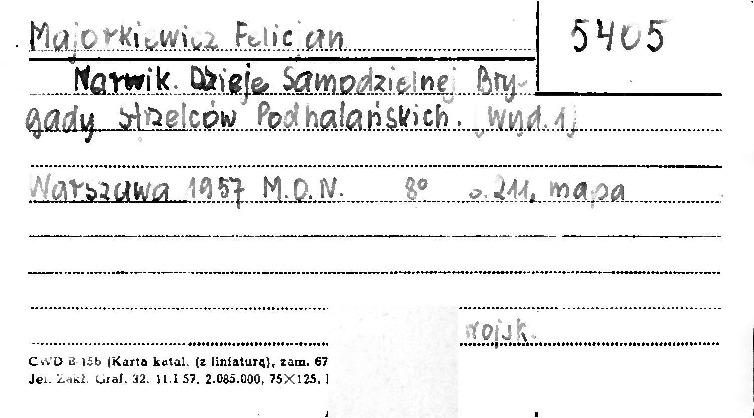 Majorkiewicz Felicjan
5405
Narwik. Dzieje Samodzielnej Bry-
gady Strzelców Podhalańskich. [Wyd. 1]
Warszawa 1957 M.O.N. 8° s. 211, mapa
wojsk.
CWD B-15b (Karta katal. (z liniaturą), zam. 67
Jel. Zakł. Graf. 32. 11.I 57. 2.085.000, 75×125,